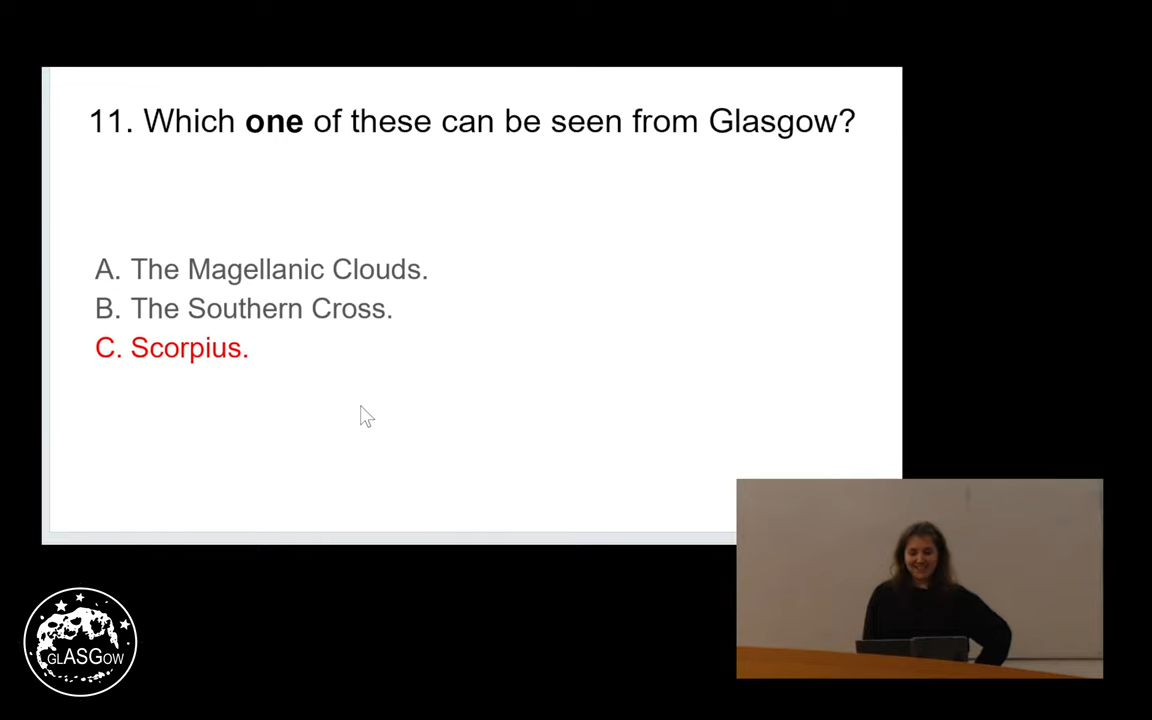 11. Which one of these can be seen from Glasgow?
A. The Magellanic Clouds.
B. The Southern Cross.
C. Scorpius.
GLASGOW